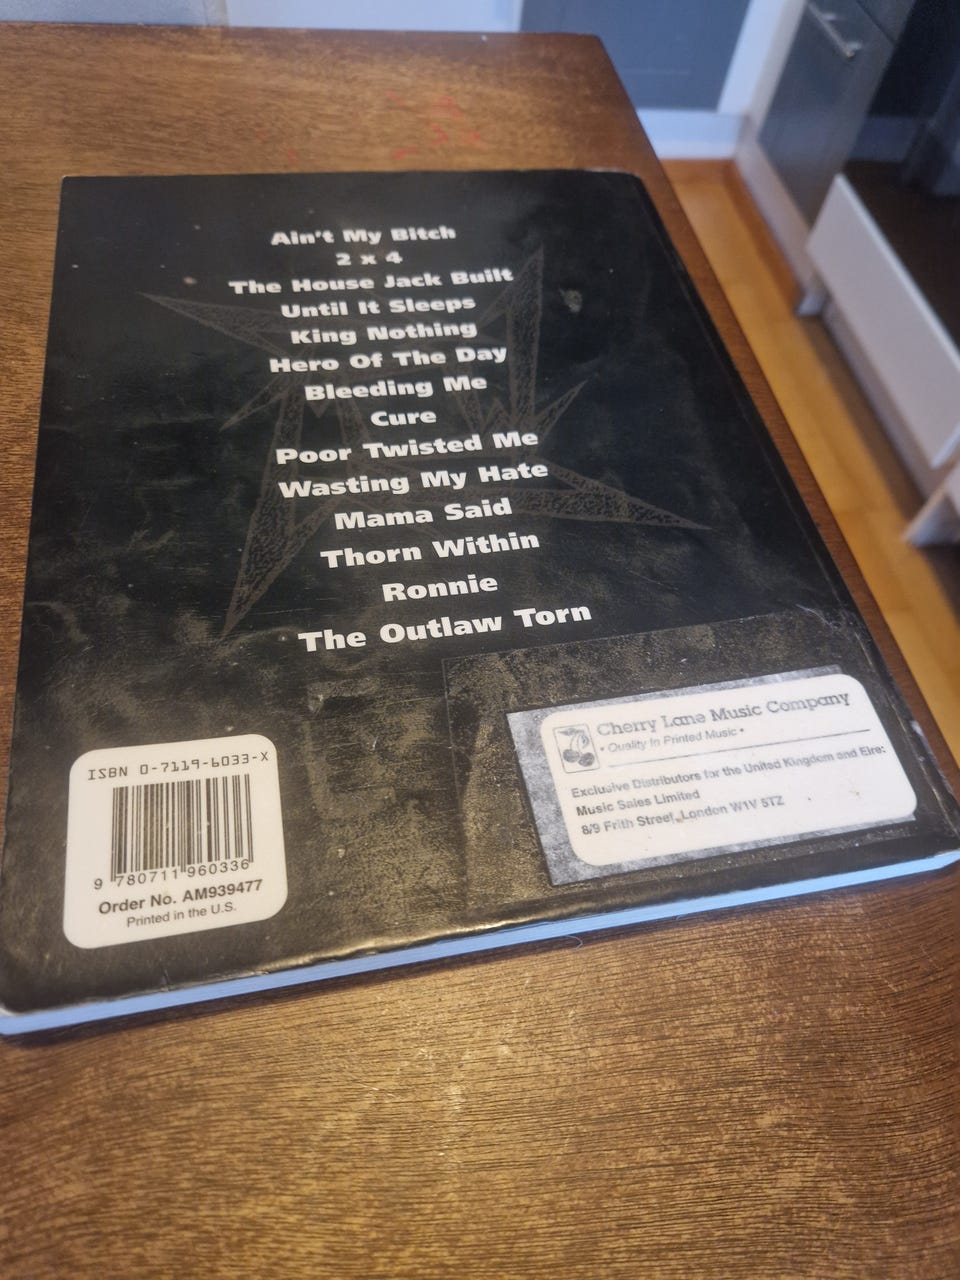 Ain't My Bitch
2 x 4
The House Jack Built
Until It Sleeps
King Nothing
Hero Of The Day
Bleeding Me
Cure
Poor Twisted Me
Wasting My Hate
Mama Said
Thorn Within
Ronnie
The Outlaw Torn
Cherry Lane Music Company
• Quality In Printed Music •
Exclusive Distributors for the United Kingdom and Eire:
Music Sales Limited
8/9 Frith Street, London W1V 5TZ
ISBN 0-7119-6033-X
9 780711 960336
Order No. AM939477
Printed in the U.S.